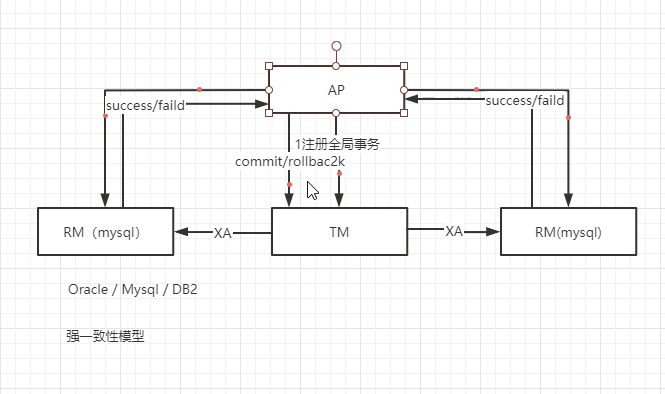 AP
success/faild
success/faild
1注册全局事务
commit/rollbac2k
RM（mysql)
XA
TM
XA
RM(mysql)
Oracle / Mysql / DB2
强一致性模型